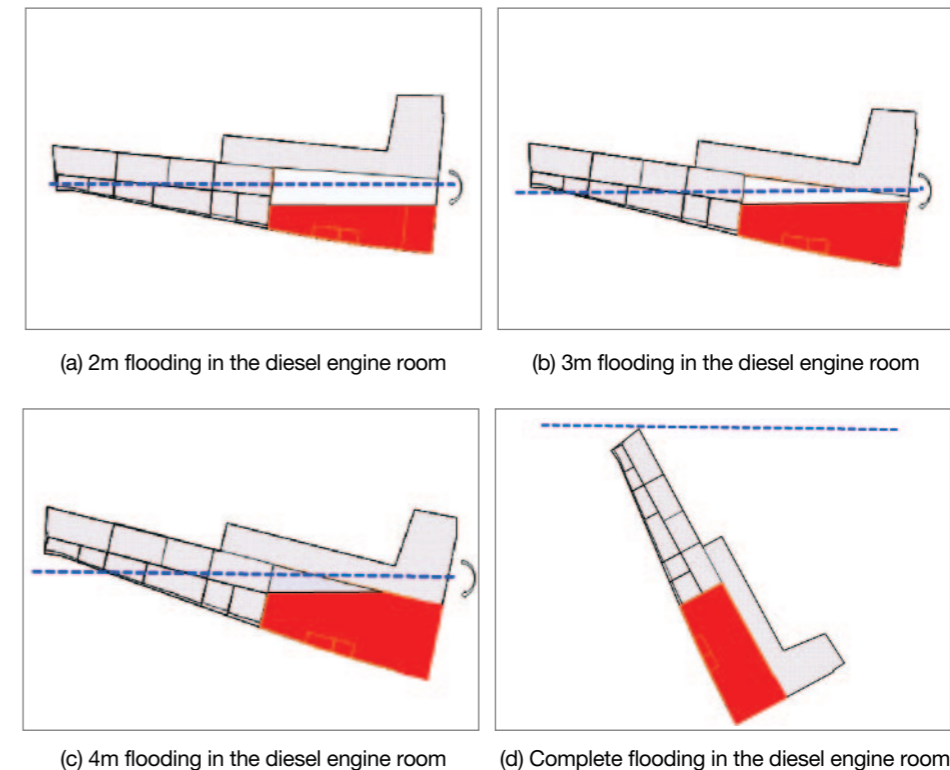 (a) 2m flooding in the diesel engine room
(b) 3m flooding in the diesel engine room
(c) 4m flooding in the diesel engine room
(d) Complete flooding in the diesel engine room